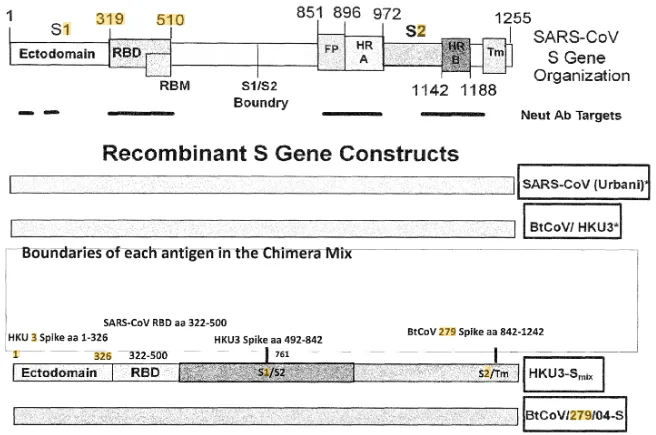 1 319 510 851 896 972 1255
S1 S2
Ectodomain RBD FP HR A HR B Tm
RBM
S1/S2
Boundry
1142 1188
SARS-CoV
S Gene
Organization
Neut Ab Targets
Recombinant S Gene Constructs
SARS-CoV (Urbani)*
BtCoV/ HKU3*
Boundaries of each antigen in the Chimera Mix
SARS-CoV RBD aa 322-500
HKU 3 Spike aa 1-326 HKU3 Spike aa 492-842 BtCoV 279 Spike aa 842-1242
1 326 322-500 761
Ectodomain RBD S1/S2 S2/Tm HKU3-Smix
BtCoV/279/04-S